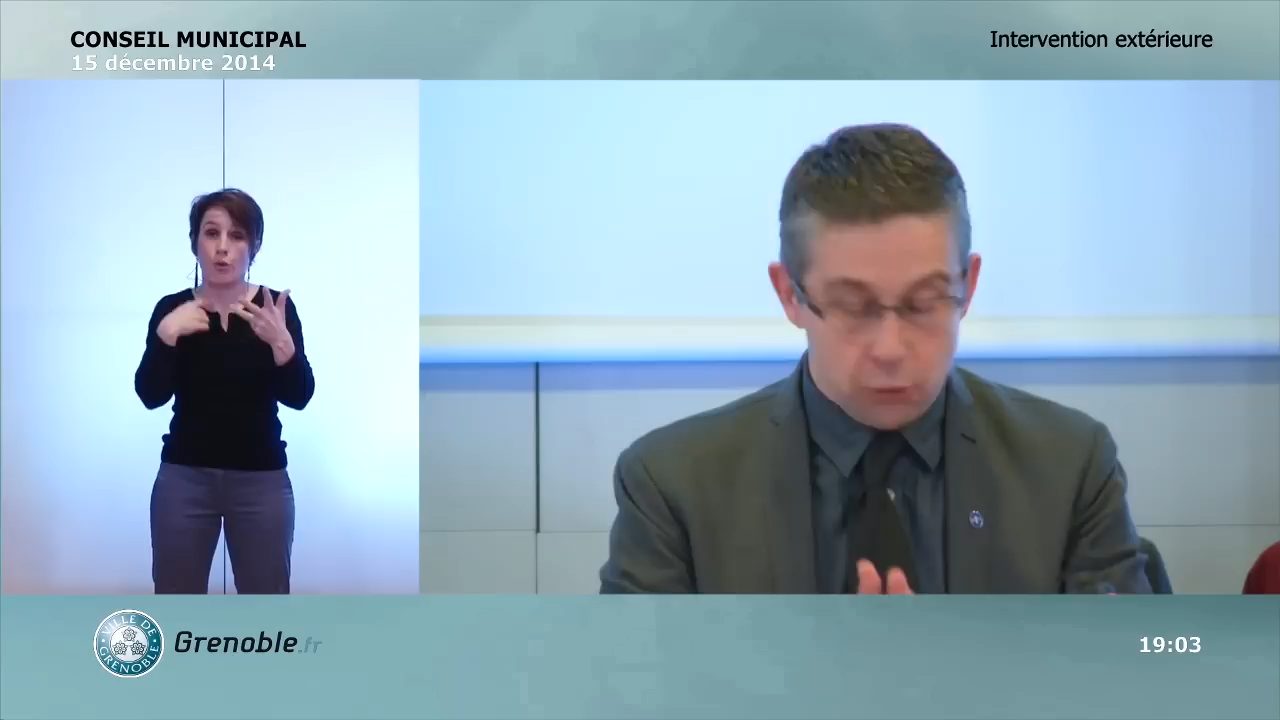 CONSEIL MUNICIPAL
15 décembre 2014
Intervention extérieure
VILLE DE
GRENOBLE
Grenoble.fr
19:03